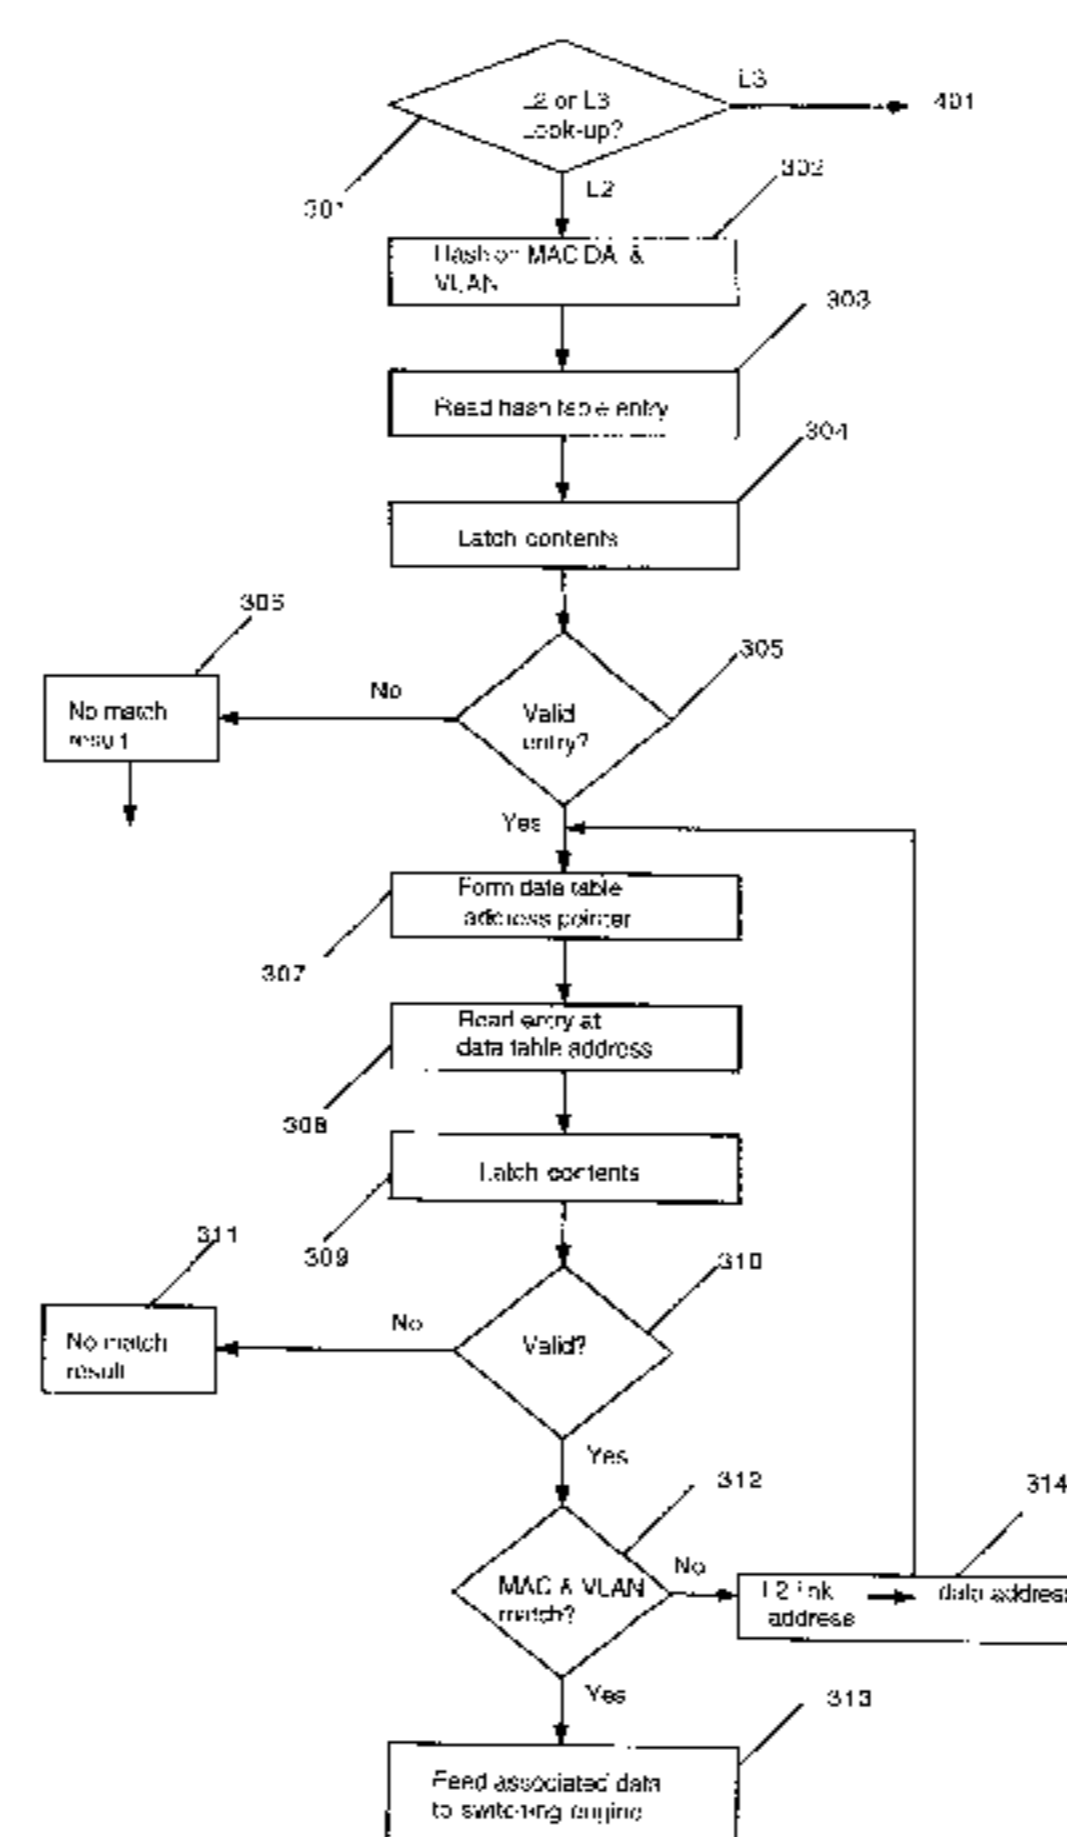 L2 or L3
Look-up?
L3
401
301
L2
302
Hash on MAC DA &
VLAN
303
Read hash table entry
304
Latch contents
306
305
No
No match
result
Valid
entry?
Yes
Form data table
address pointer
307
Read entry at
data table address
308
Latch contents
309
311
310
No
No match
result
Valid?
Yes
312
314
No
MAC & VLAN
match?
L2 link
address
data address
Yes
313
Feed associated data
to switching engine